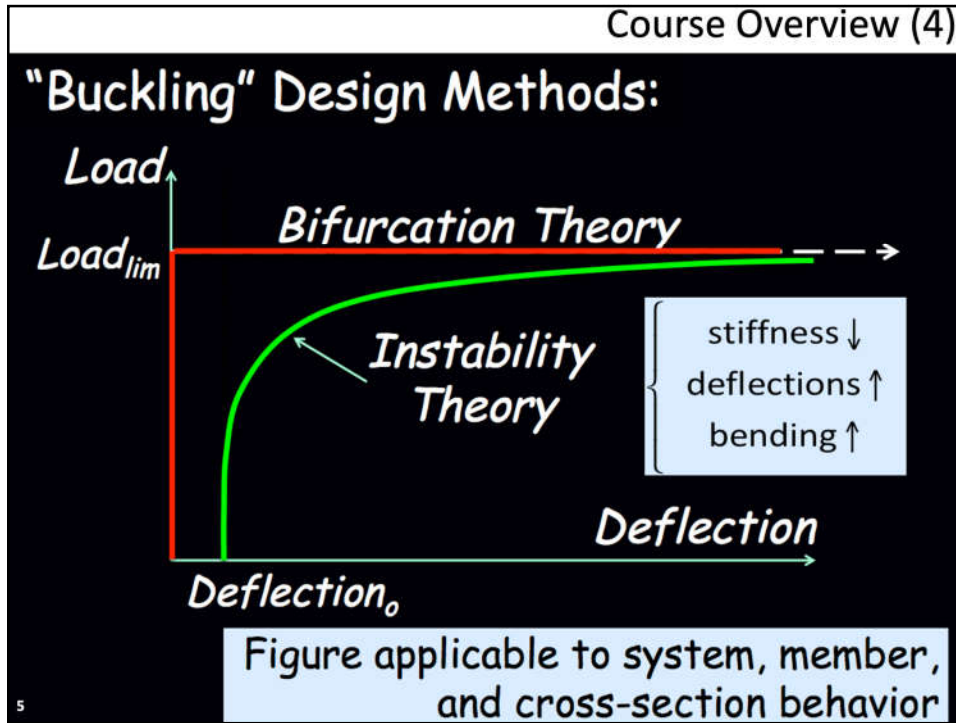 Course Overview (4)
“Buckling” Design Methods:
Load
Bifurcation Theory
Load_lim
Instability
Theory
stiffness ↓
deflections ↑
bending ↑
Deflection
Deflection_o
Figure applicable to system, member,
and cross-section behavior
5